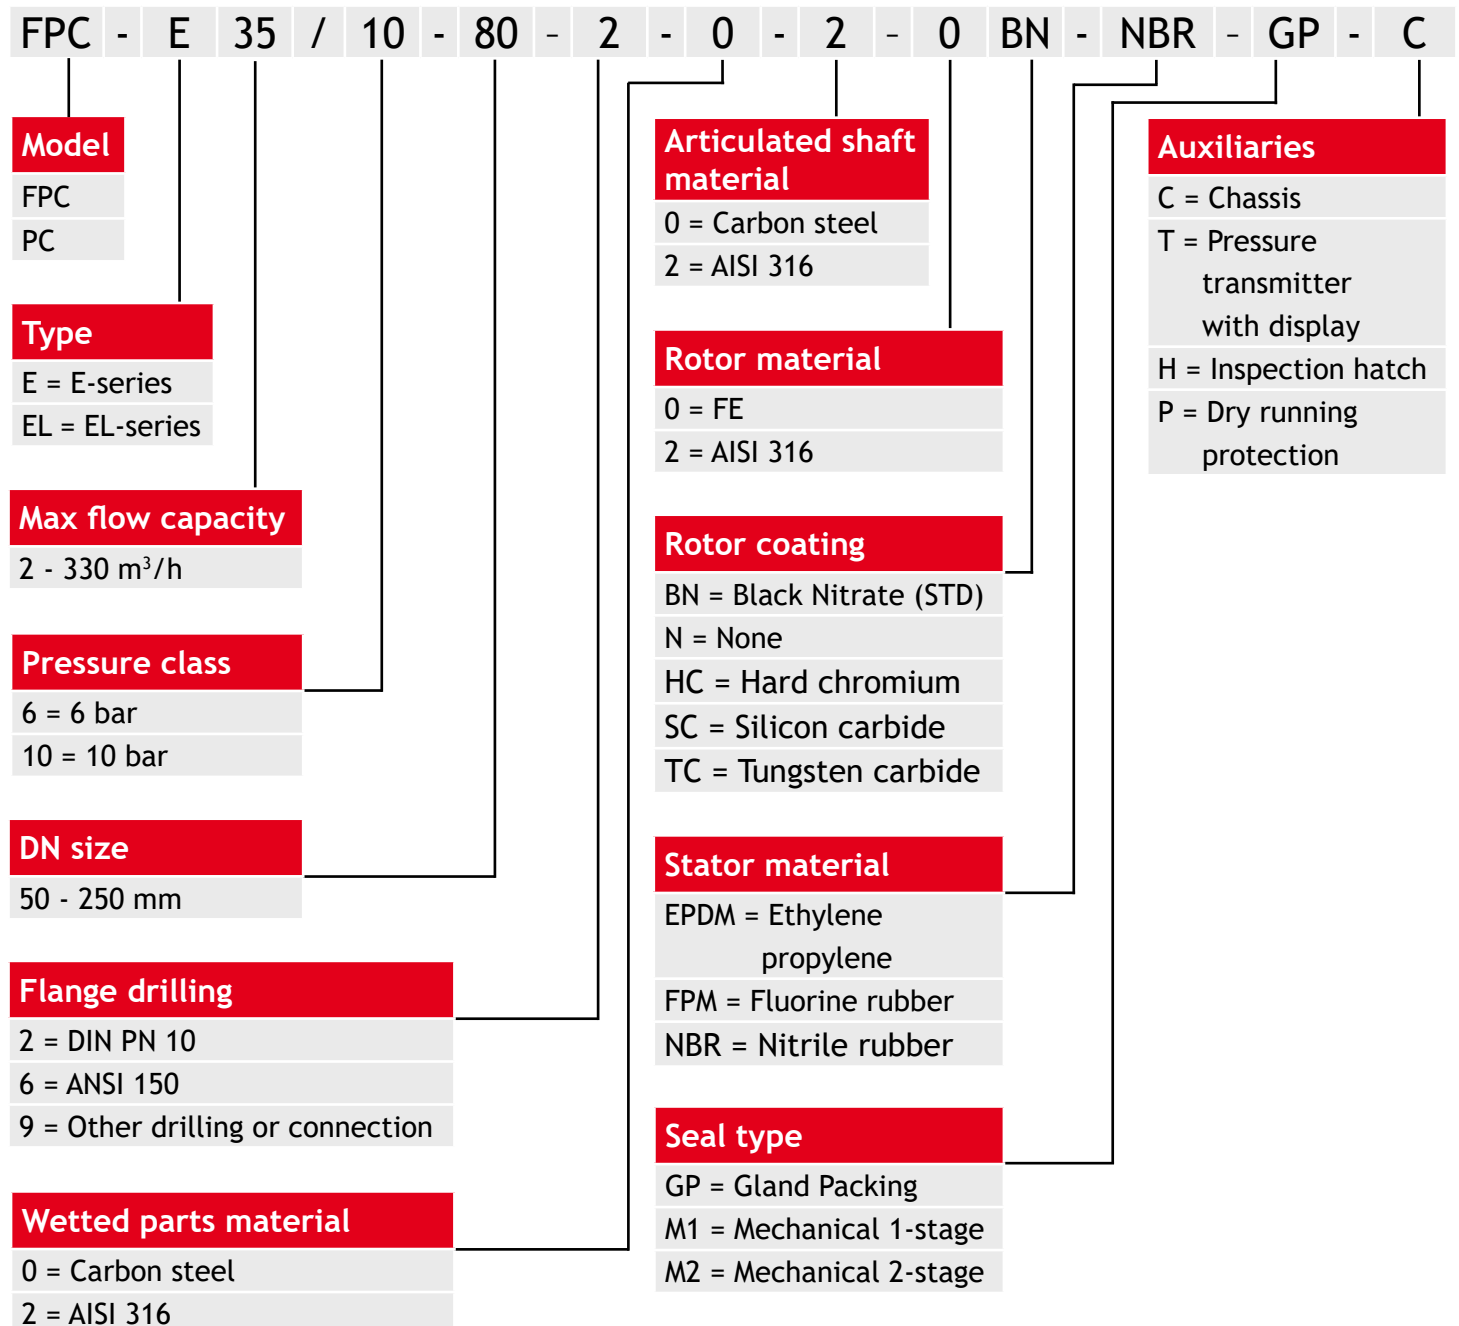 FPC - E 35 / 10 - 80 - 2 - 0 - 2 - 0 BN - NBR - GP - C
Model
FPC
PC
Type
E = E-series
EL = EL-series
Max flow capacity
2 - 330 m³/h
Pressure class
6 = 6 bar
10 = 10 bar
DN size
50 - 250 mm
Flange drilling
2 = DIN PN 10
6 = ANSI 150
9 = Other drilling or connection
Wetted parts material
0 = Carbon steel
2 = AISI 316
Articulated shaft
material
0 = Carbon steel
2 = AISI 316
Rotor material
0 = FE
2 = AISI 316
Rotor coating
BN = Black Nitrate (STD)
N = None
HC = Hard chromium
SC = Silicon carbide
TC = Tungsten carbide
Stator material
EPDM = Ethylene
propylene
FPM = Fluorine rubber
NBR = Nitrile rubber
Seal type
GP = Gland Packing
M1 = Mechanical 1-stage
M2 = Mechanical 2-stage
Auxiliaries
C = Chassis
T = Pressure
transmitter
with display
H = Inspection hatch
P = Dry running
protection